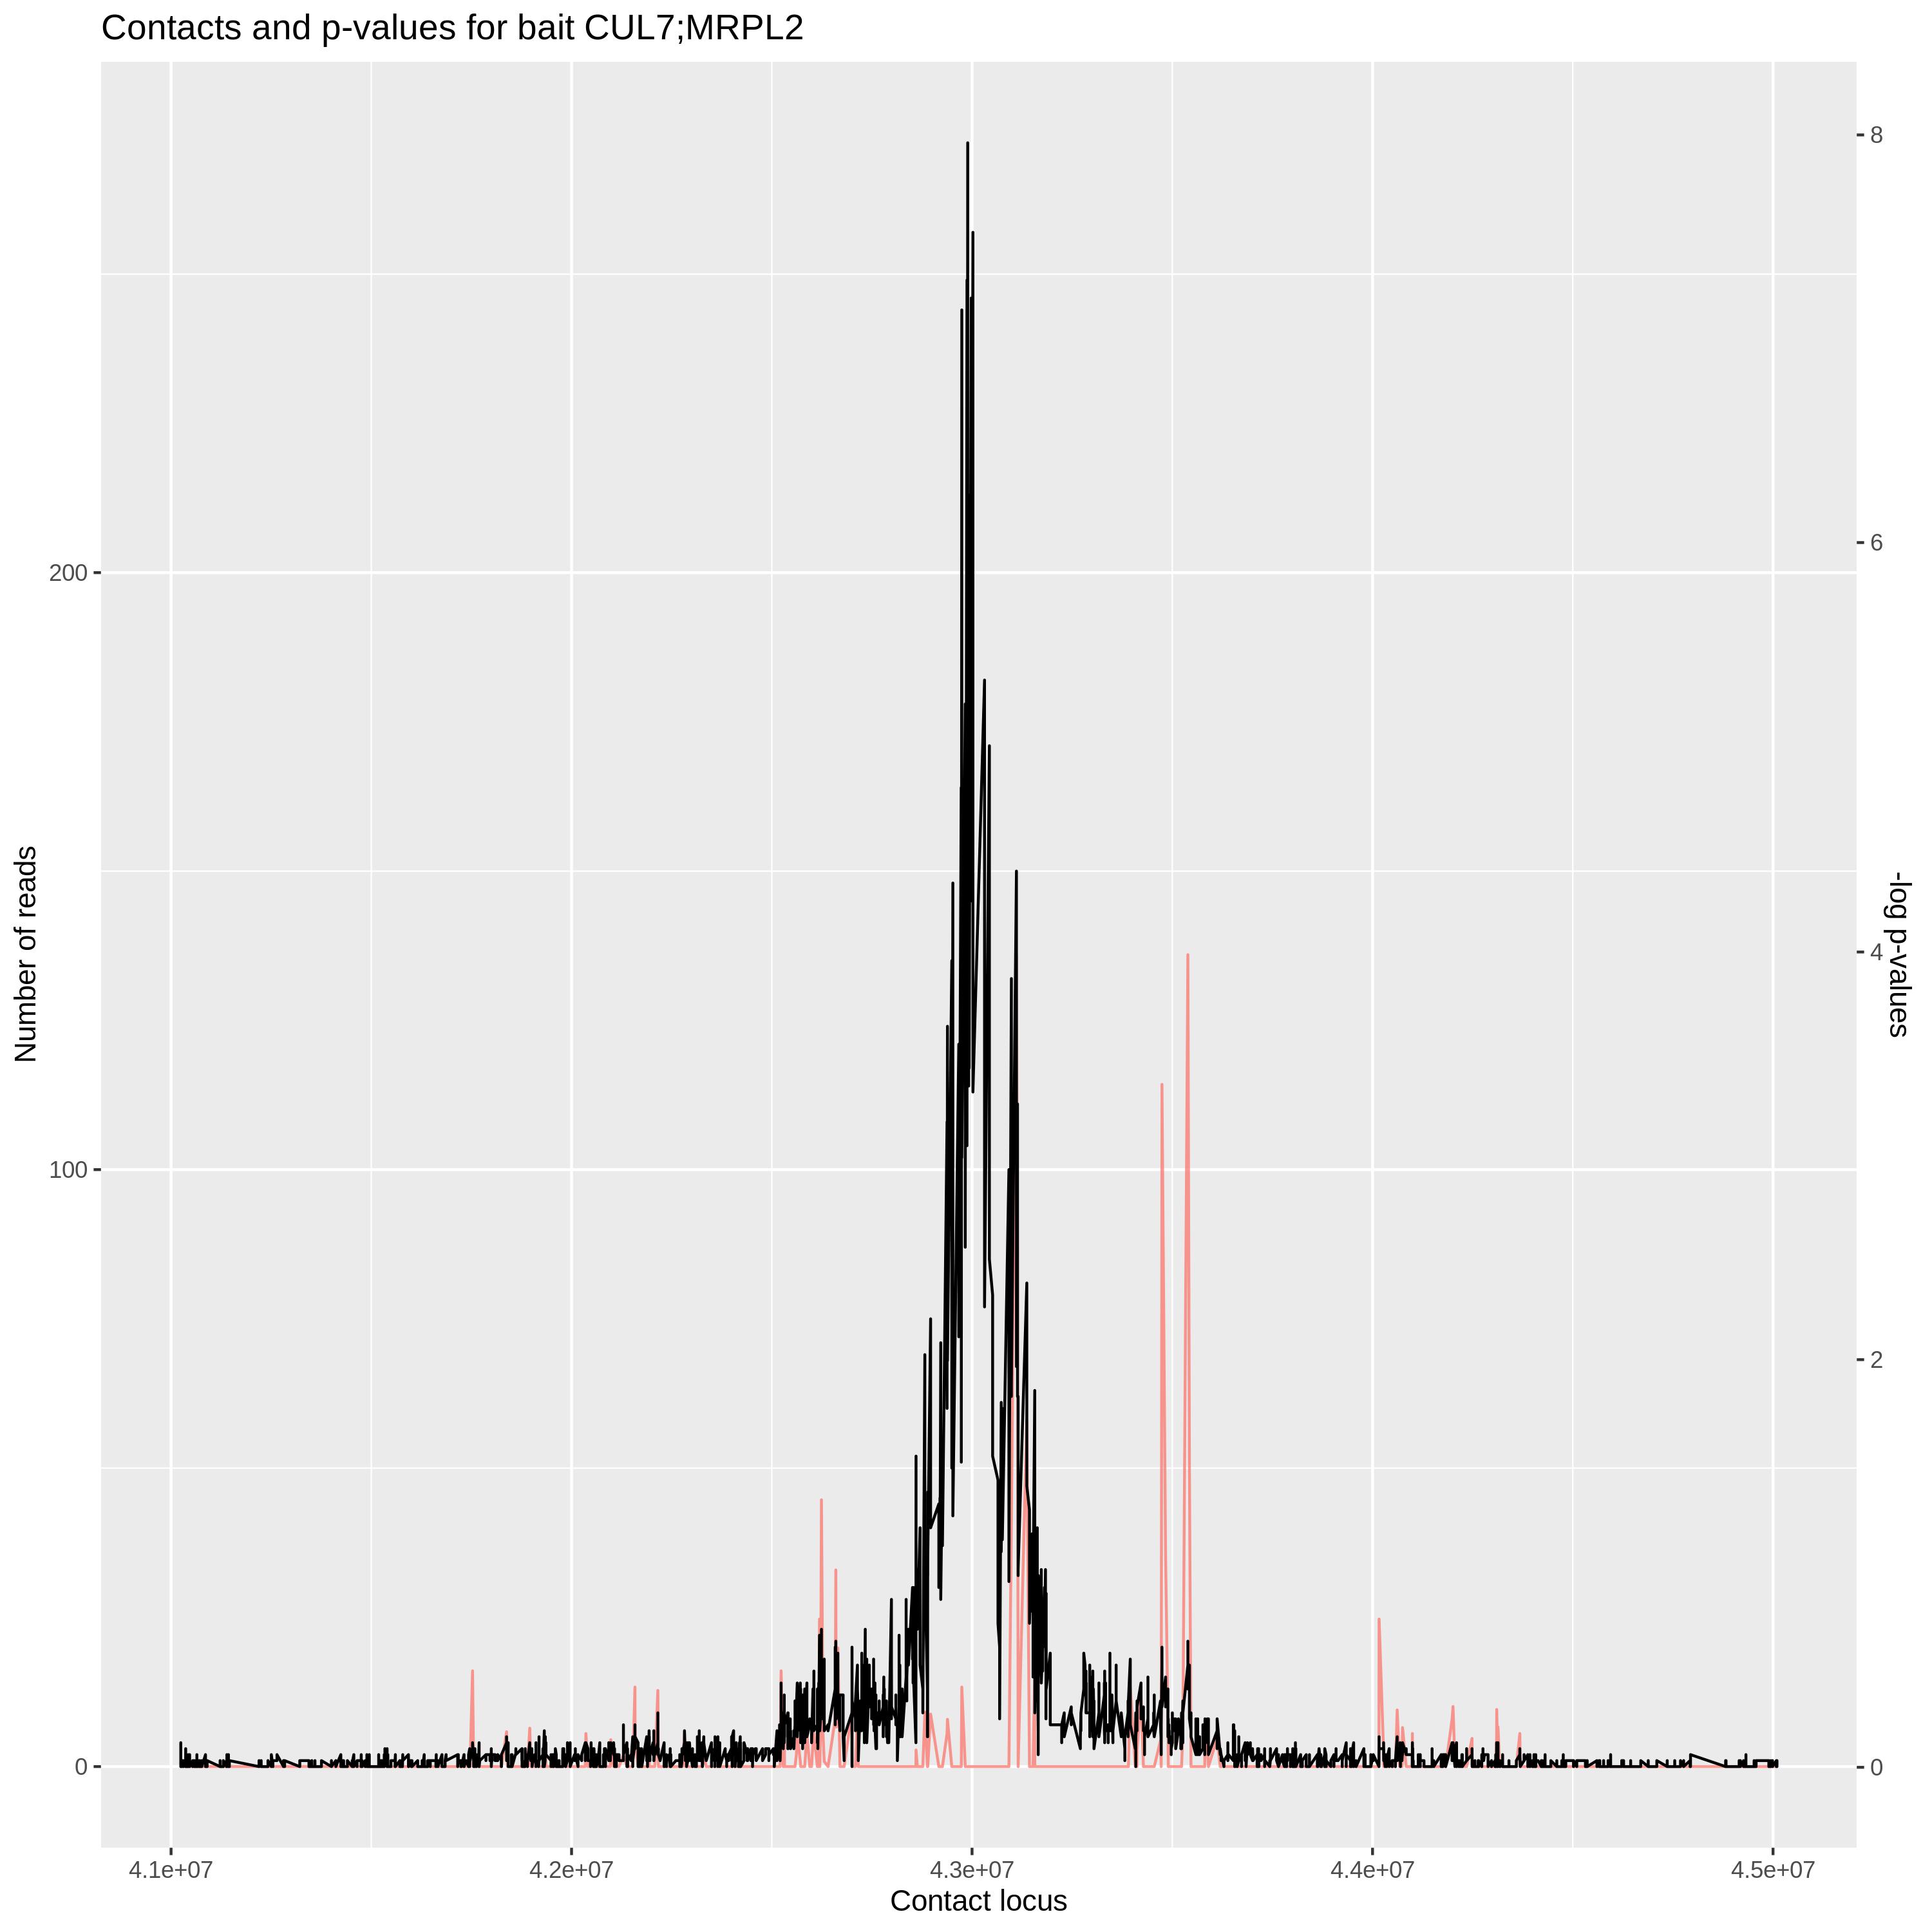 Contacts and p-values for bait CUL7;MRPL2
Number of reads
200
100
0
8
6
4
2
0
-log p-values
4.1e+07 4.2e+07 4.3e+07 4.4e+07 4.5e+07
Contact locus